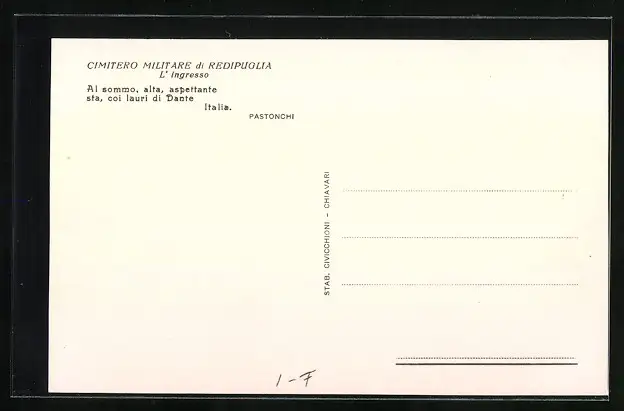 CIMITERO MILITARE di REDIPUGLIA
L' ingresso
Al sommo, alta, aspettante
sta, coi lauri di Dante
Italia.
PASTONCHI
STAB. CIVICCHIONI - CHIAVARI
1-F